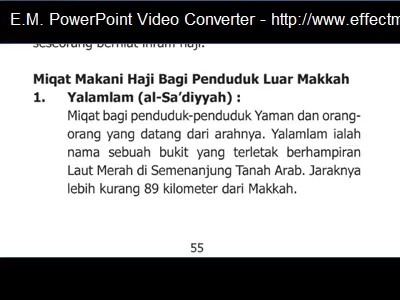 E.M. PowerPoint Video Converter - http://www.effectm
seseorang berniat ihram haji.
Miqat Makani Haji Bagi Penduduk Luar Makkah
1. Yalamlam (al-Sa’diyyah) :
Miqat bagi penduduk-penduduk Yaman dan orang-
orang yang datang dari arahnya. Yalamlam ialah
nama sebuah bukit yang terletak berhampiran
Laut Merah di Semenanjung Tanah Arab. Jaraknya
lebih kurang 89 kilometer dari Makkah.
55